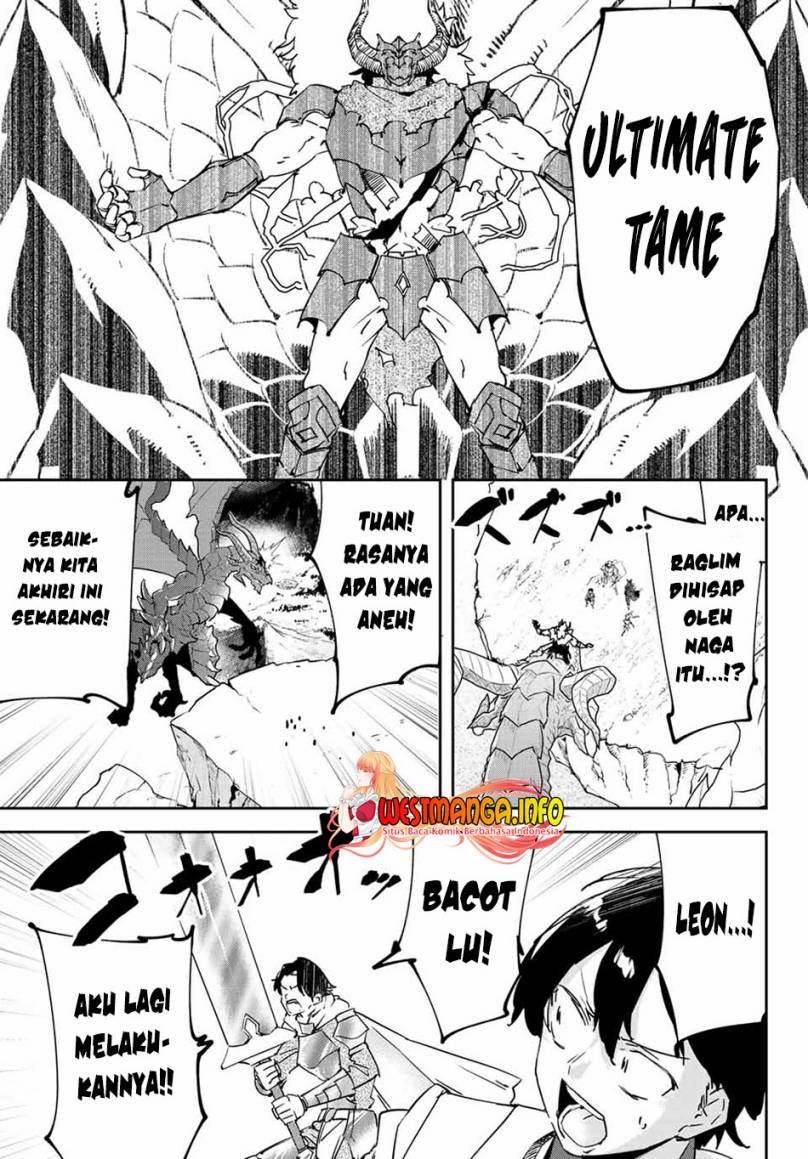 ULTIMATE
TAME
APA...
RAGLIM
DIHISAP
OLEH
NAGA
ITU...!?
ズズズ
TUAN!
RASANYA
ADA YANG
ANEH!
SEBAIK-
NYA KITA
AKHIRI INI
SEKARANG!
WESTMANGA.INFO
Situs Baca Komik Berbahasa Indonesia
LEON...!
BACOT
LU!
オオオオ
AKU LAGI
MELAKU-
KANNYA!!